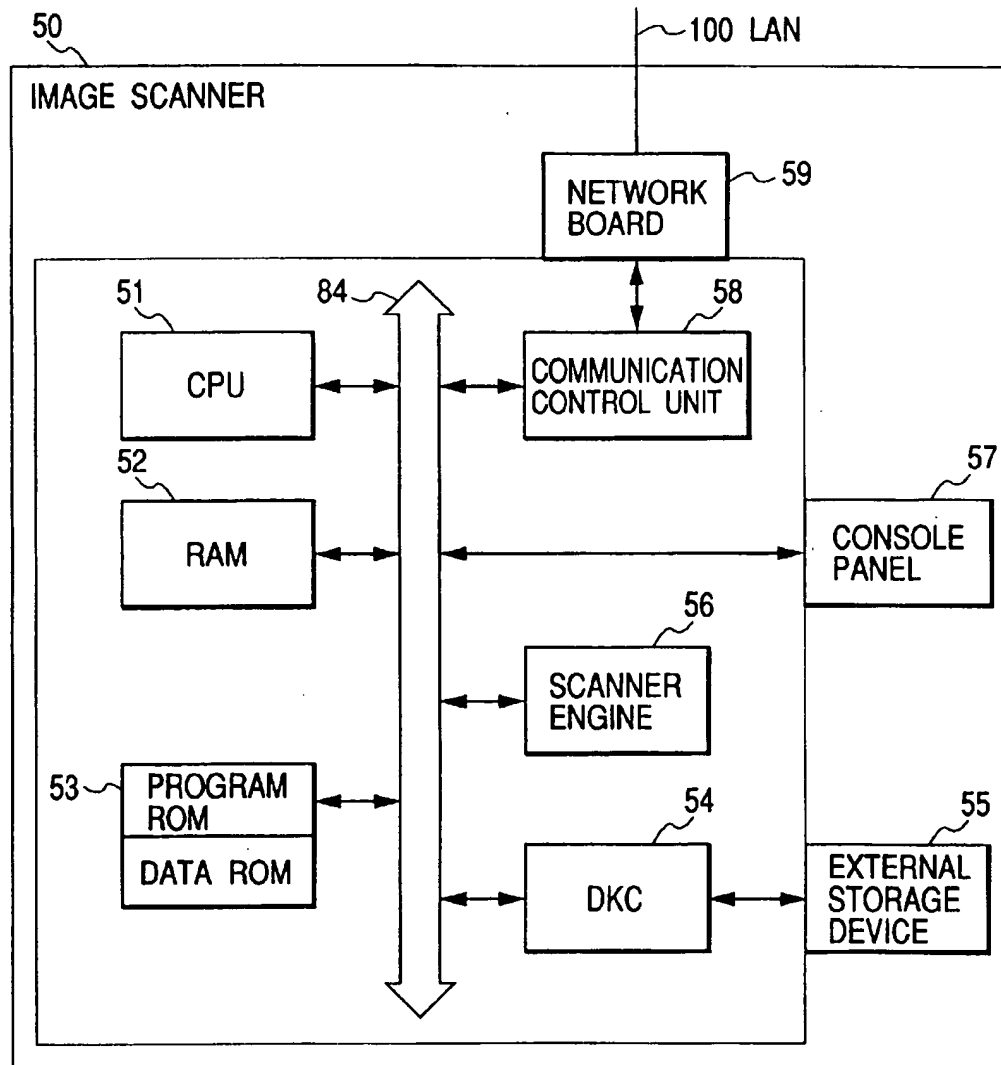 50
100 LAN
IMAGE SCANNER
59
NETWORK
BOARD
51
84
58
CPU
COMMUNICATION
CONTROL UNIT
52
57
RAM
CONSOLE
PANEL
56
SCANNER
ENGINE
53
PROGRAM
ROM
DATA ROM
54
DKC
55
EXTERNAL
STORAGE
DEVICE